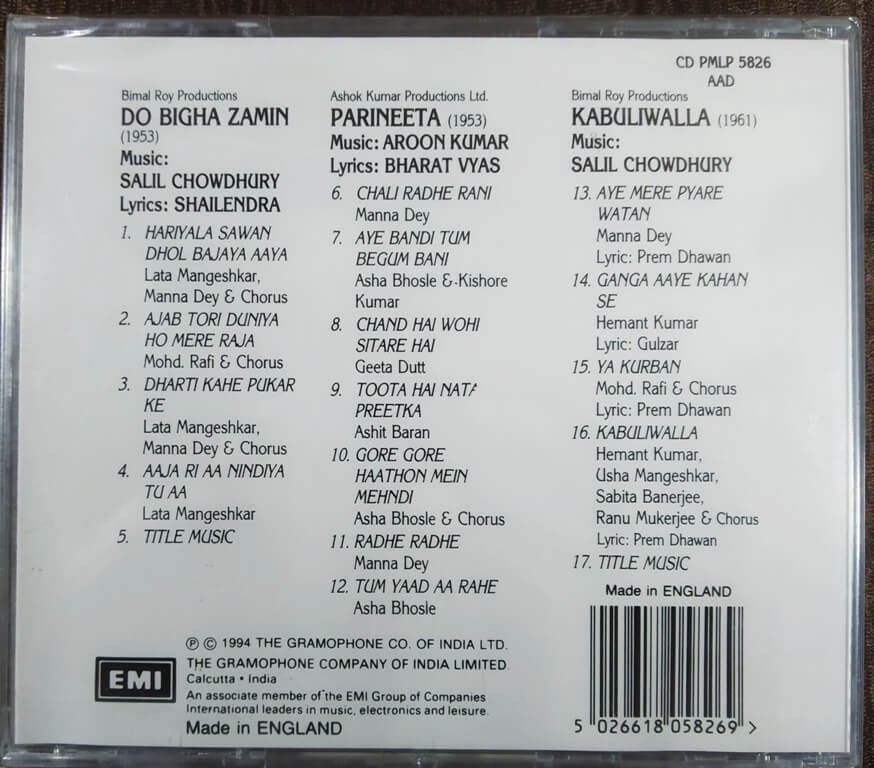 CD PMLP 5826
AAD
Bimal Roy Productions
DO BIGHA ZAMIN
(1953)
Music:
SALIL CHOWDHURY
Lyrics: SHAILENDRA
1. HARIYALA SAWAN
DHOL BAJAYA AAYA
Lata Mangeshkar,
Manna Dey & Chorus
2. AJAB TORI DUNIYA
HO MERE RAJA
Mohd. Rafi & Chorus
3. DHARTI KAHE PUKAR
KE
Lata Mangeshkar,
Manna Dey & Chorus
4. AAJA RI AA NINDIYA
TU AA
Lata Mangeshkar
5. TITLE MUSIC
Ashok Kumar Productions Ltd.
PARINEETA (1953)
Music: AROON KUMAR
Lyrics: BHARAT VYAS
6. CHALI RADHE RANI
Manna Dey
7. AYE BANDI TUM
BEGUM BANI
Asha Bhosle & Kishore
Kumar
8. CHAND HAI WOHI
SITARE HAI
Geeta Dutt
9. TOOTA HAI NATA
PREETKA
Ashit Baran
10. GORE GORE
HAATHON MEIN
MEHNDI
Asha Bhosle & Chorus
11. RADHE RADHE
Manna Dey
12. TUM YAAD AA RAHE
Asha Bhosle
Bimal Roy Productions
KABULIWALLA (1961)
Music:
SALIL CHOWDHURY
13. AYE MERE PYARE
WATAN
Manna Dey
Lyric: Prem Dhawan
14. GANGA AAYE KAHAN
SE
Hemant Kumar
Lyric: Gulzar
15. YA KURBAN
Mohd. Rafi & Chorus
Lyric: Prem Dhawan
16. KABULIWALLA
Hemant Kumar,
Usha Mangeshkar,
Sabita Banerjee,
Ranu Mukerjee & Chorus
Lyric: Prem Dhawan
17. TITLE MUSIC
Made in ENGLAND
5 026618 058269 >
EMI
℗ © 1994 THE GRAMOPHONE CO. OF INDIA LTD.
THE GRAMOPHONE COMPANY OF INDIA LIMITED
Calcutta • India
An associate member of the EMI Group of Companies
International leaders in music, electronics and leisure.
Made in ENGLAND